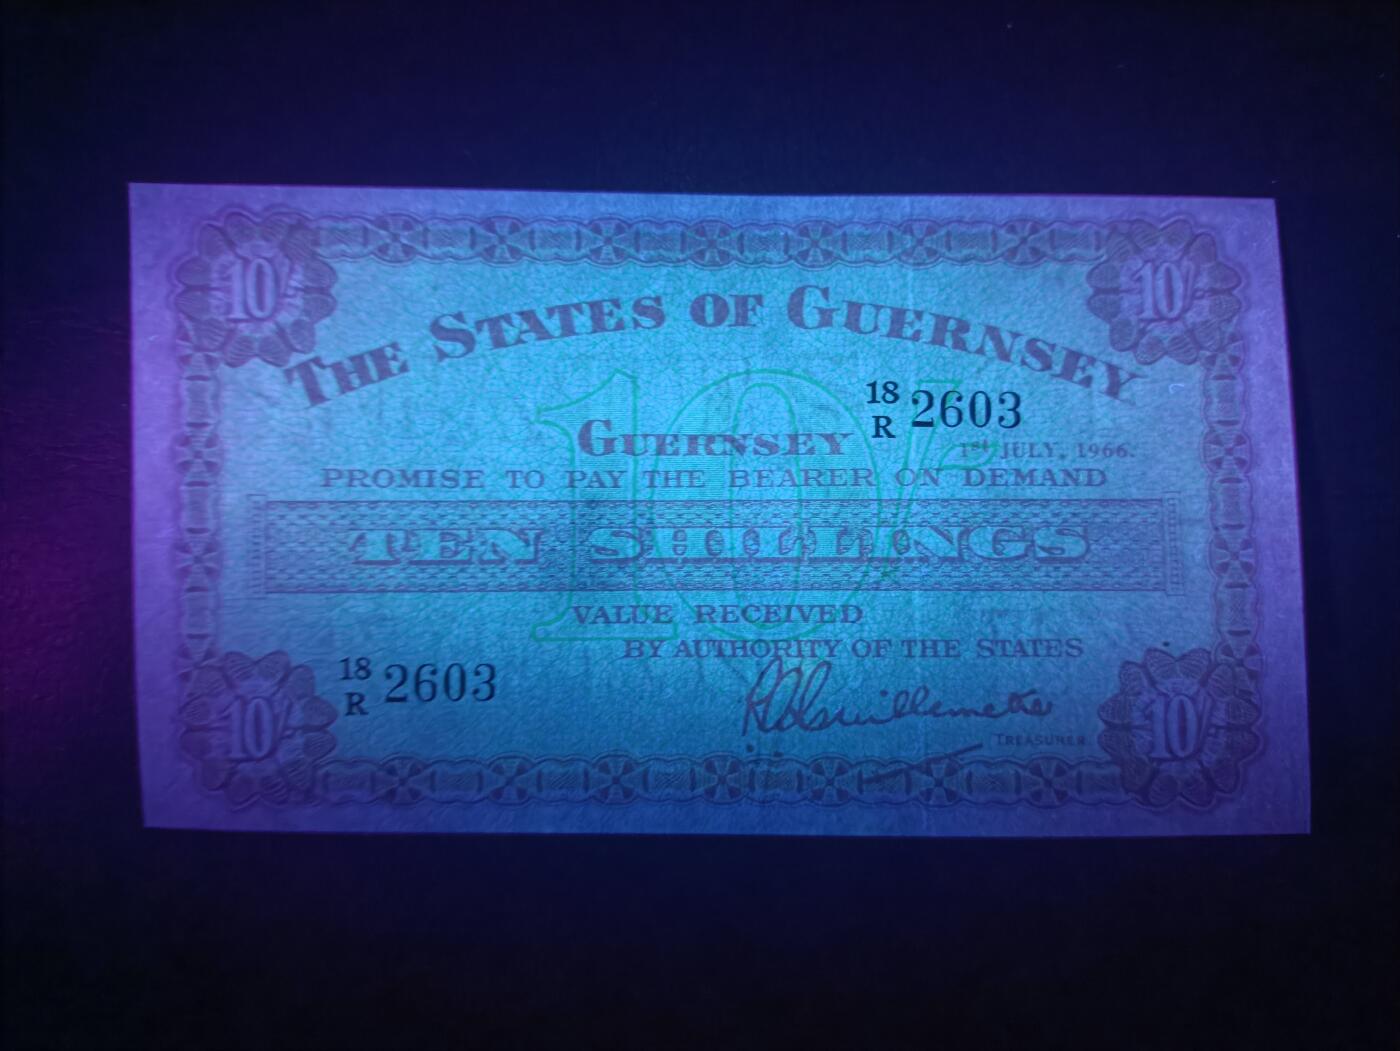 10/ 10/
THE STATES OF GUERNSEY
10/
18/R 2603
GUERNSEY
1st JULY, 1966.
PROMISE TO PAY THE BEARER ON DEMAND
TEN SHILLINGS
VALUE RECEIVED
BY AUTHORITY OF THE STATES
18/R 2603
TREASURER
10/ 10/